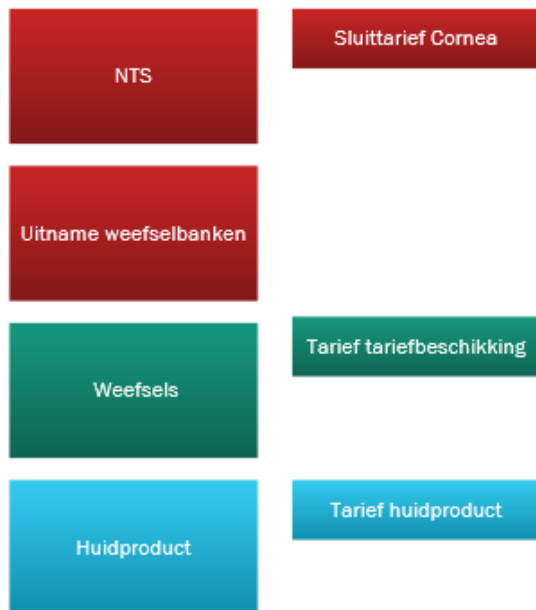 NTS
Sluittarief Cornea
Uitname weefselbanken
Weefsels
Tarief tariefbeschikking
Huidproduct
Tarief huidproduct